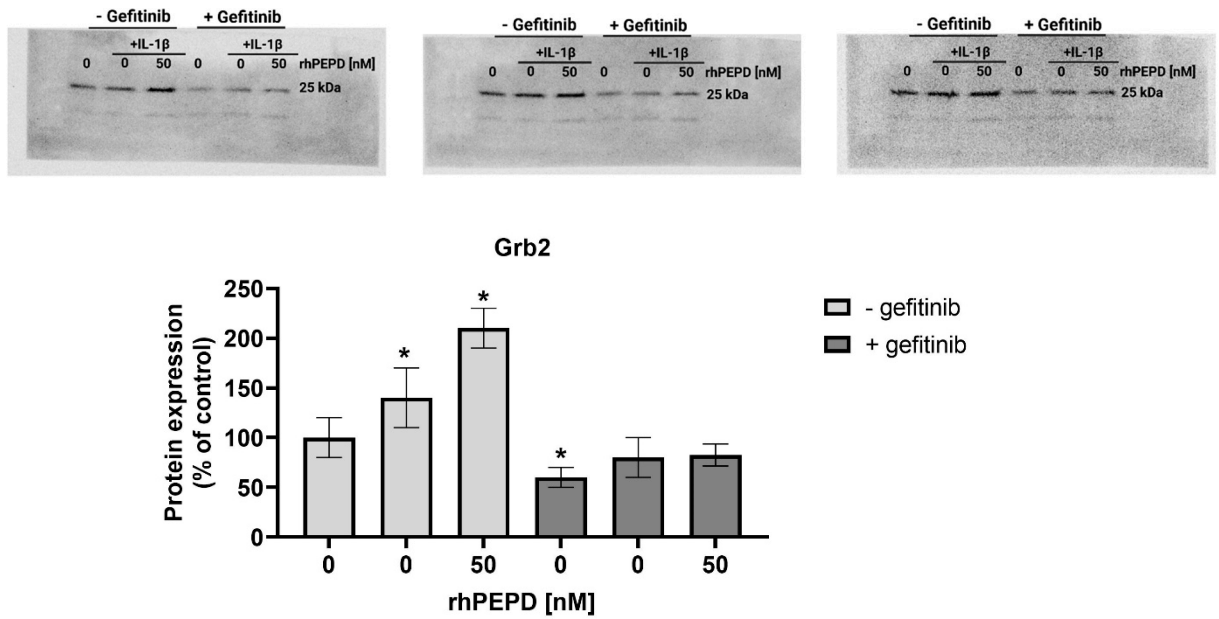 - Gefitinib + Gefitinib
+IL-1β +IL-1β
0 0 50 0 0 50 rhPEPD [nM]
25 kDa
- Gefitinib + Gefitinib
+IL-1β +IL-1β
0 0 50 0 0 50 rhPEPD [nM]
25 kDa
- Gefitinib + Gefitinib
+IL-1β +IL-1β
0 0 50 0 0 50 rhPEPD [nM]
25 kDa
Grb2
Protein expression
(% of control)
250
200
150
100
50
0
* * *
0 0 50 0 0 50
rhPEPD [nM]
- gefitinib
+ gefitinib